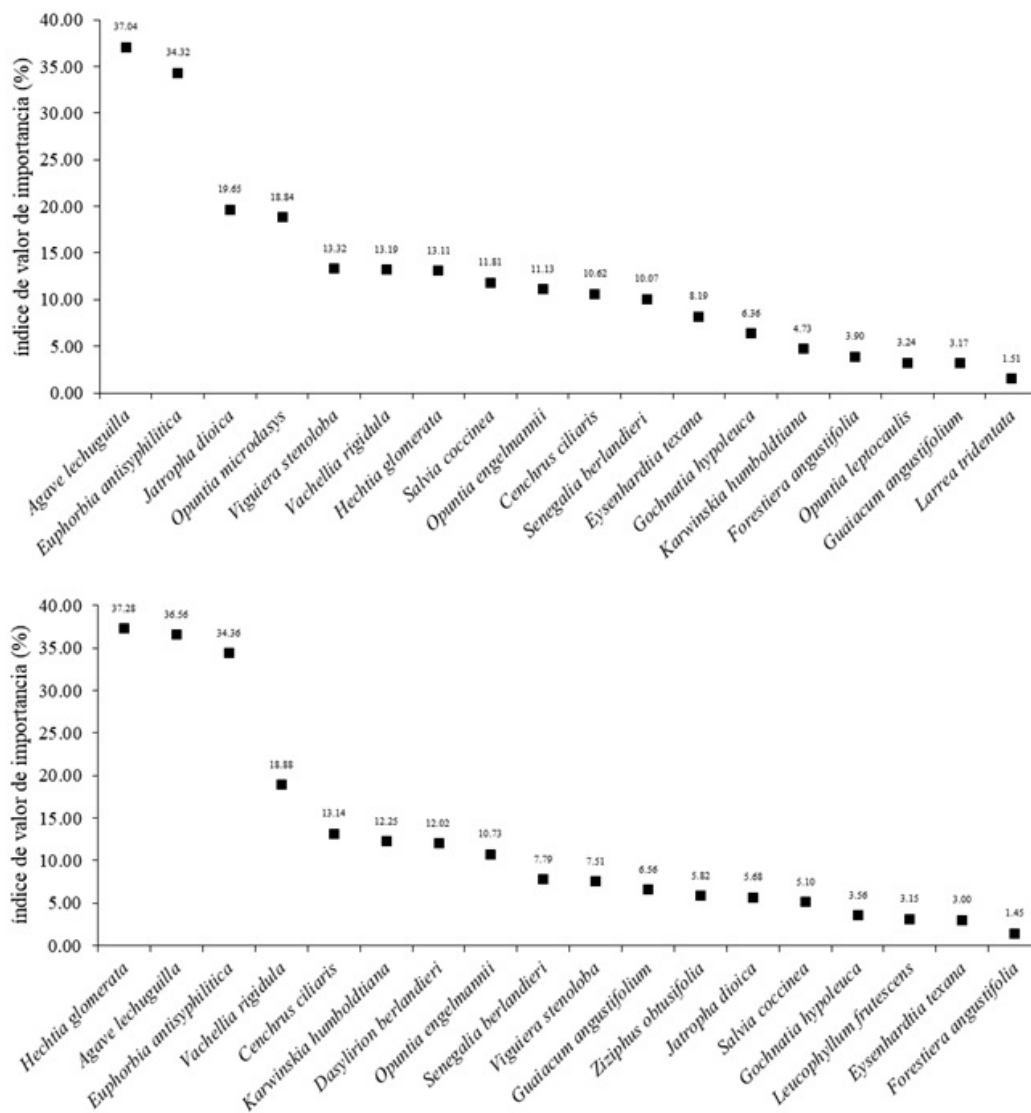 índice de valor de importancia (%)
40.00
35.00
30.00
25.00
20.00
15.00
10.00
5.00
0.00
37.04
34.32
19.65
18.84
13.32
13.19
13.11
11.81
11.13
10.62
10.07
8.19
6.36
4.73
3.90
3.24
3.17
1.51
Agave lechuguilla
Euphorbia antisyphilitica
Jatropha dioica
Opuntia microdasys
Viguiera stenoloba
Vachellia rigidula
Hechtia glomerata
Salvia coccinea
Opuntia engelmannii
Cenchrus ciliaris
Senegalia berlandieri
Eysenhardtia texana
Gochnatia hypoleuca
Karwinskia humboldtiana
Forestiera angustifolia
Opuntia leptocaulis
Guaiacum angustifolium
Larrea tridentata
índice de valor de importancia (%)
40.00
35.00
30.00
25.00
20.00
15.00
10.00
5.00
0.00
37.28
36.56
34.36
18.88
13.14
12.25
12.02
10.73
7.79
7.51
6.56
5.82
5.68
5.10
3.56
3.15
3.00
1.45
Hechtia glomerata
Agave lechuguilla
Euphorbia antisyphilitica
Vachellia rigidula
Cenchrus ciliaris
Karwinskia humboldtiana
Dasylirion berlandieri
Opuntia engelmannii
Senegalia berlandieri
Viguiera stenoloba
Guaiacum angustifolium
Ziziphus obtusifolia
Jatropha dioica
Salvia coccinea
Gochnatia hypoleuca
Leucophyllum frutescens
Eysenhardtia texana
Forestiera angustifolia